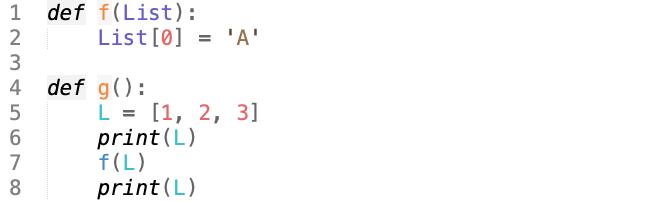 1 def f(List):
2     List[0] = 'A'
3
4 def g():
5     L = [1, 2, 3]
6     print(L)
7     f(L)
8     print(L)